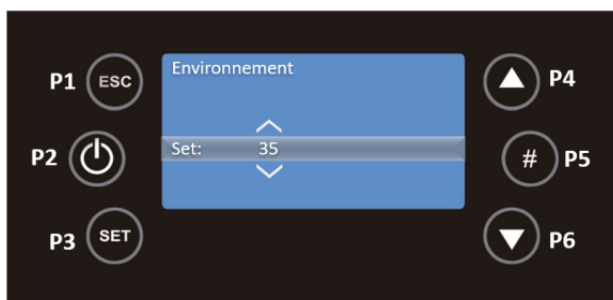 P1 ESC
Environnement
P4
P2
Set: 35
# P5
P3 SET
P6